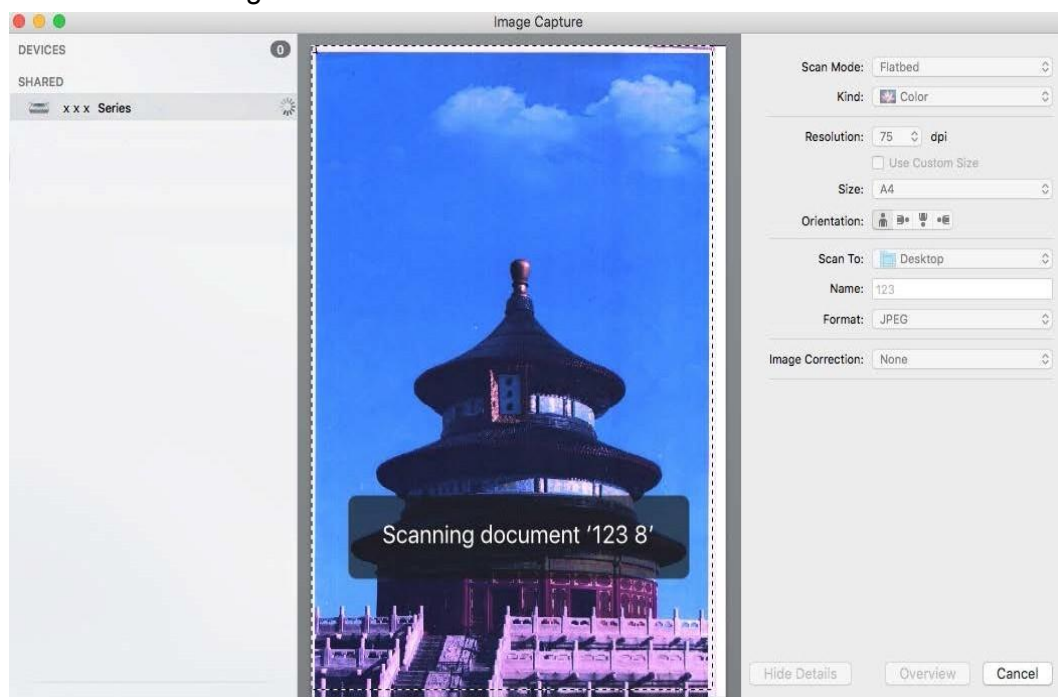 Image Capture
DEVICES 0
SHARED
x x x Series
Scan Mode: Flatbed
Kind: Color
Resolution: 75 dpi
Use Custom Size
Size: A4
Orientation:
Scan To: Desktop
Name: 123
Format: JPEG
Image Correction: None
Scanning document '123 8'
Hide Details Overview Cancel